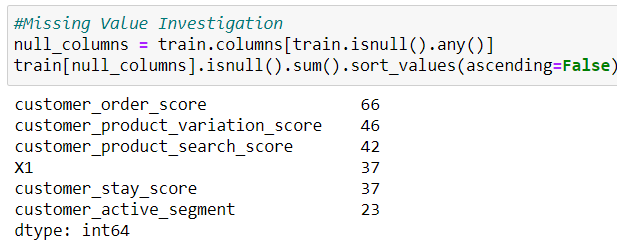 #Missing Value Investigation
null_columns = train.columns[train.isnull().any()]
train[null_columns].isnull().sum().sort_values(ascending=False)
customer_order_score 66
customer_product_variation_score 46
customer_product_search_score 42
X1 37
customer_stay_score 37
customer_active_segment 23
dtype: int64